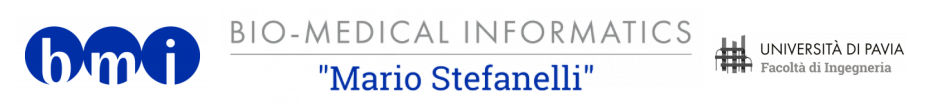 bmi
BIO-MEDICAL INFORMATICS
"Mario Stefanelli"
UNIVERSITÀ DI PAVIA
Facoltà di Ingegneria